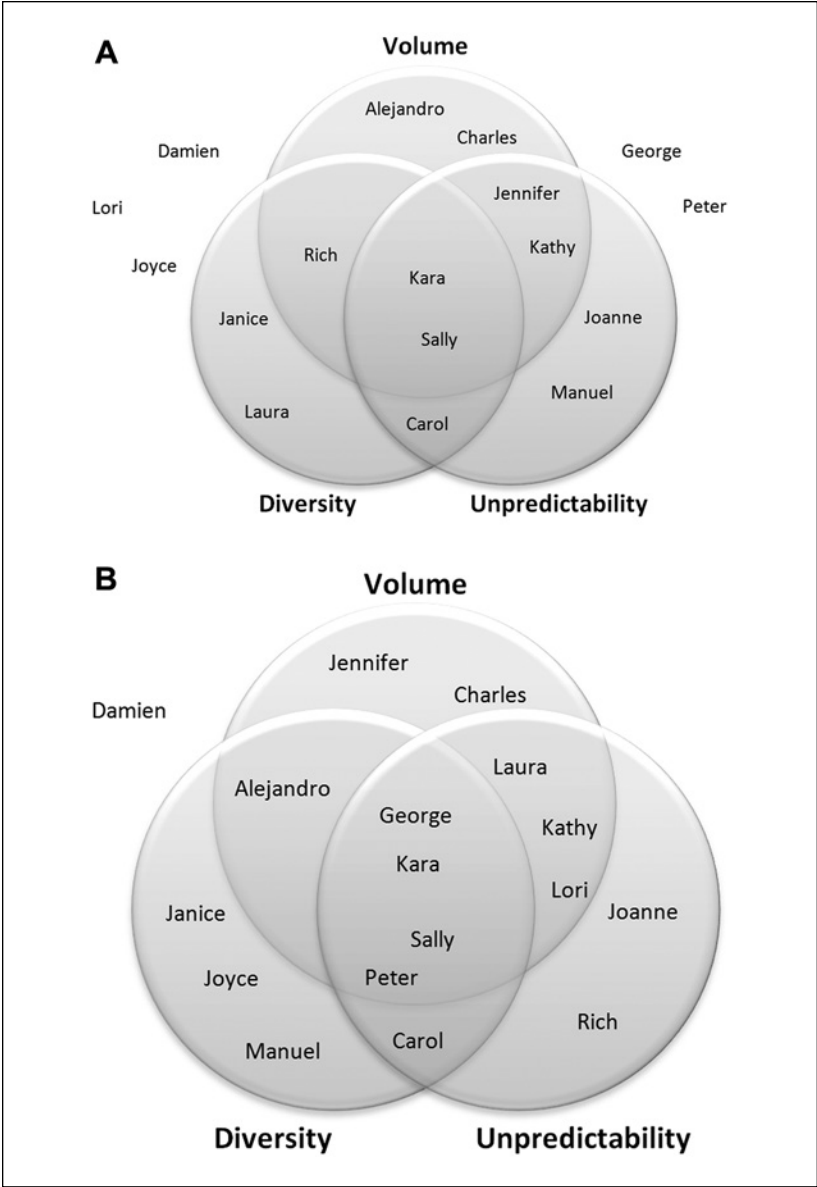 A
Volume
Alejandro
Charles
Damien
George
Jennifer
Lori
Peter
Kathy
Rich
Joyce
Kara
Janice
Joanne
Sally
Manuel
Laura
Carol
Diversity
Unpredictability
B
Volume
Jennifer
Charles
Damien
Laura
Alejandro
George
Kathy
Kara
Lori
Janice
Joanne
Sally
Joyce
Peter
Rich
Carol
Manuel
Diversity
Unpredictability